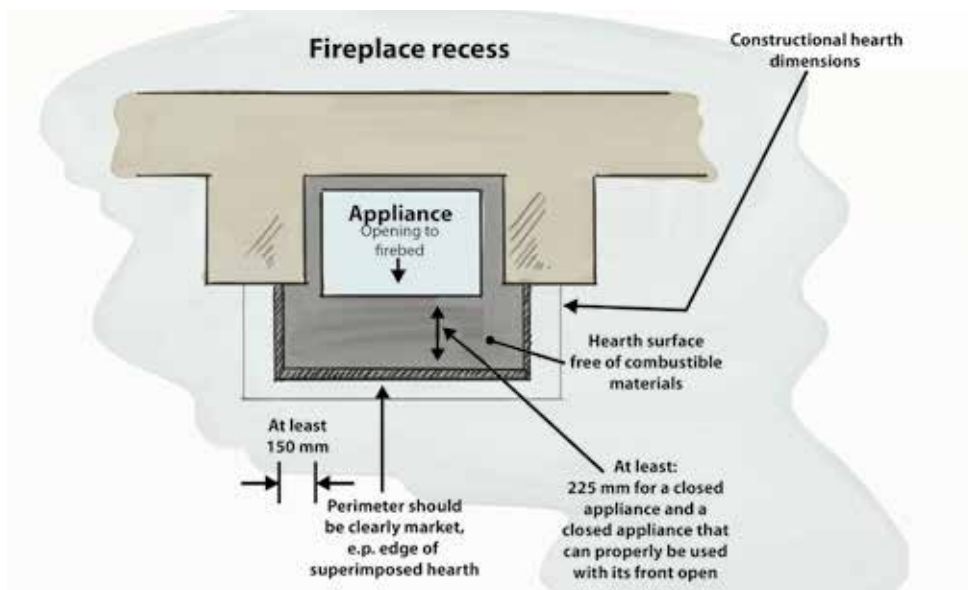 Fireplace recess
Constructional hearth
dimensions
Appliance
Opening to
firebed
Hearth surface
free of combustible
materials
At least
150 mm
Perimeter should
be clearly market,
e.p. edge of
superimposed hearth
At least:
225 mm for a closed
appliance and a
closed appliance that
can properly be used
with its front open